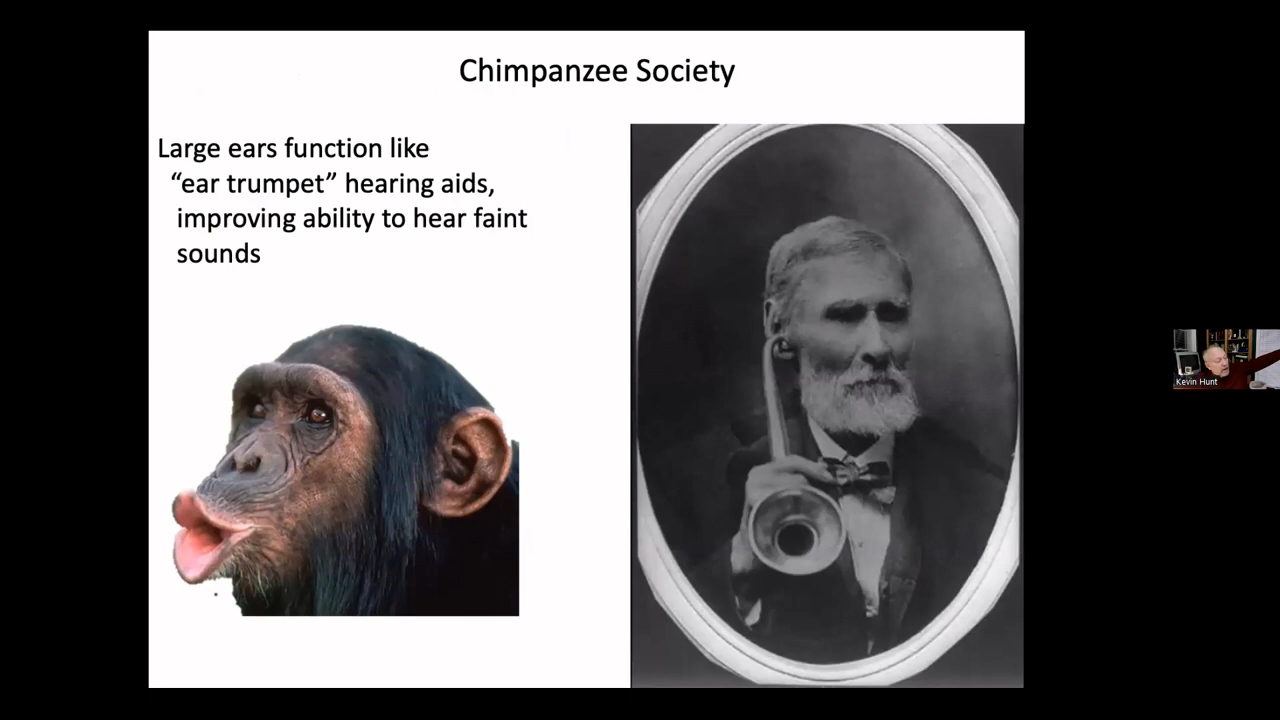 Chimpanzee Society
Large ears function like
“ear trumpet” hearing aids,
improving ability to hear faint
sounds
Kevin Hunt